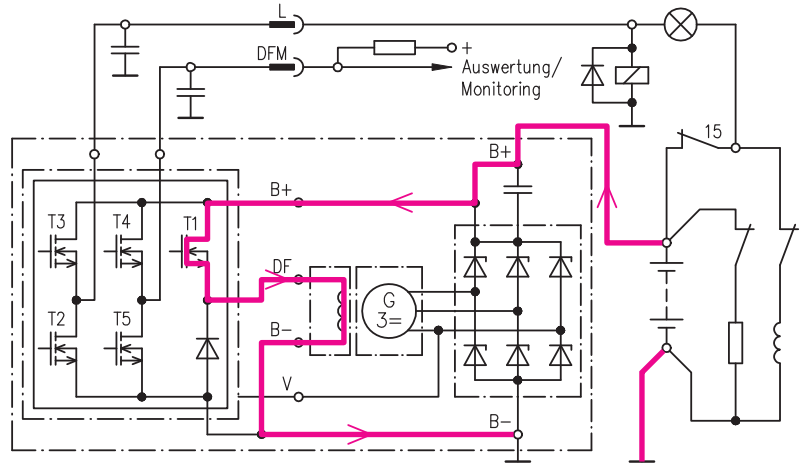 L
DFM
+
Auswertung/
Monitoring
15
B+
B+
T3 T4 T1
DF
G
3=
T2 T5
B-
V
B-